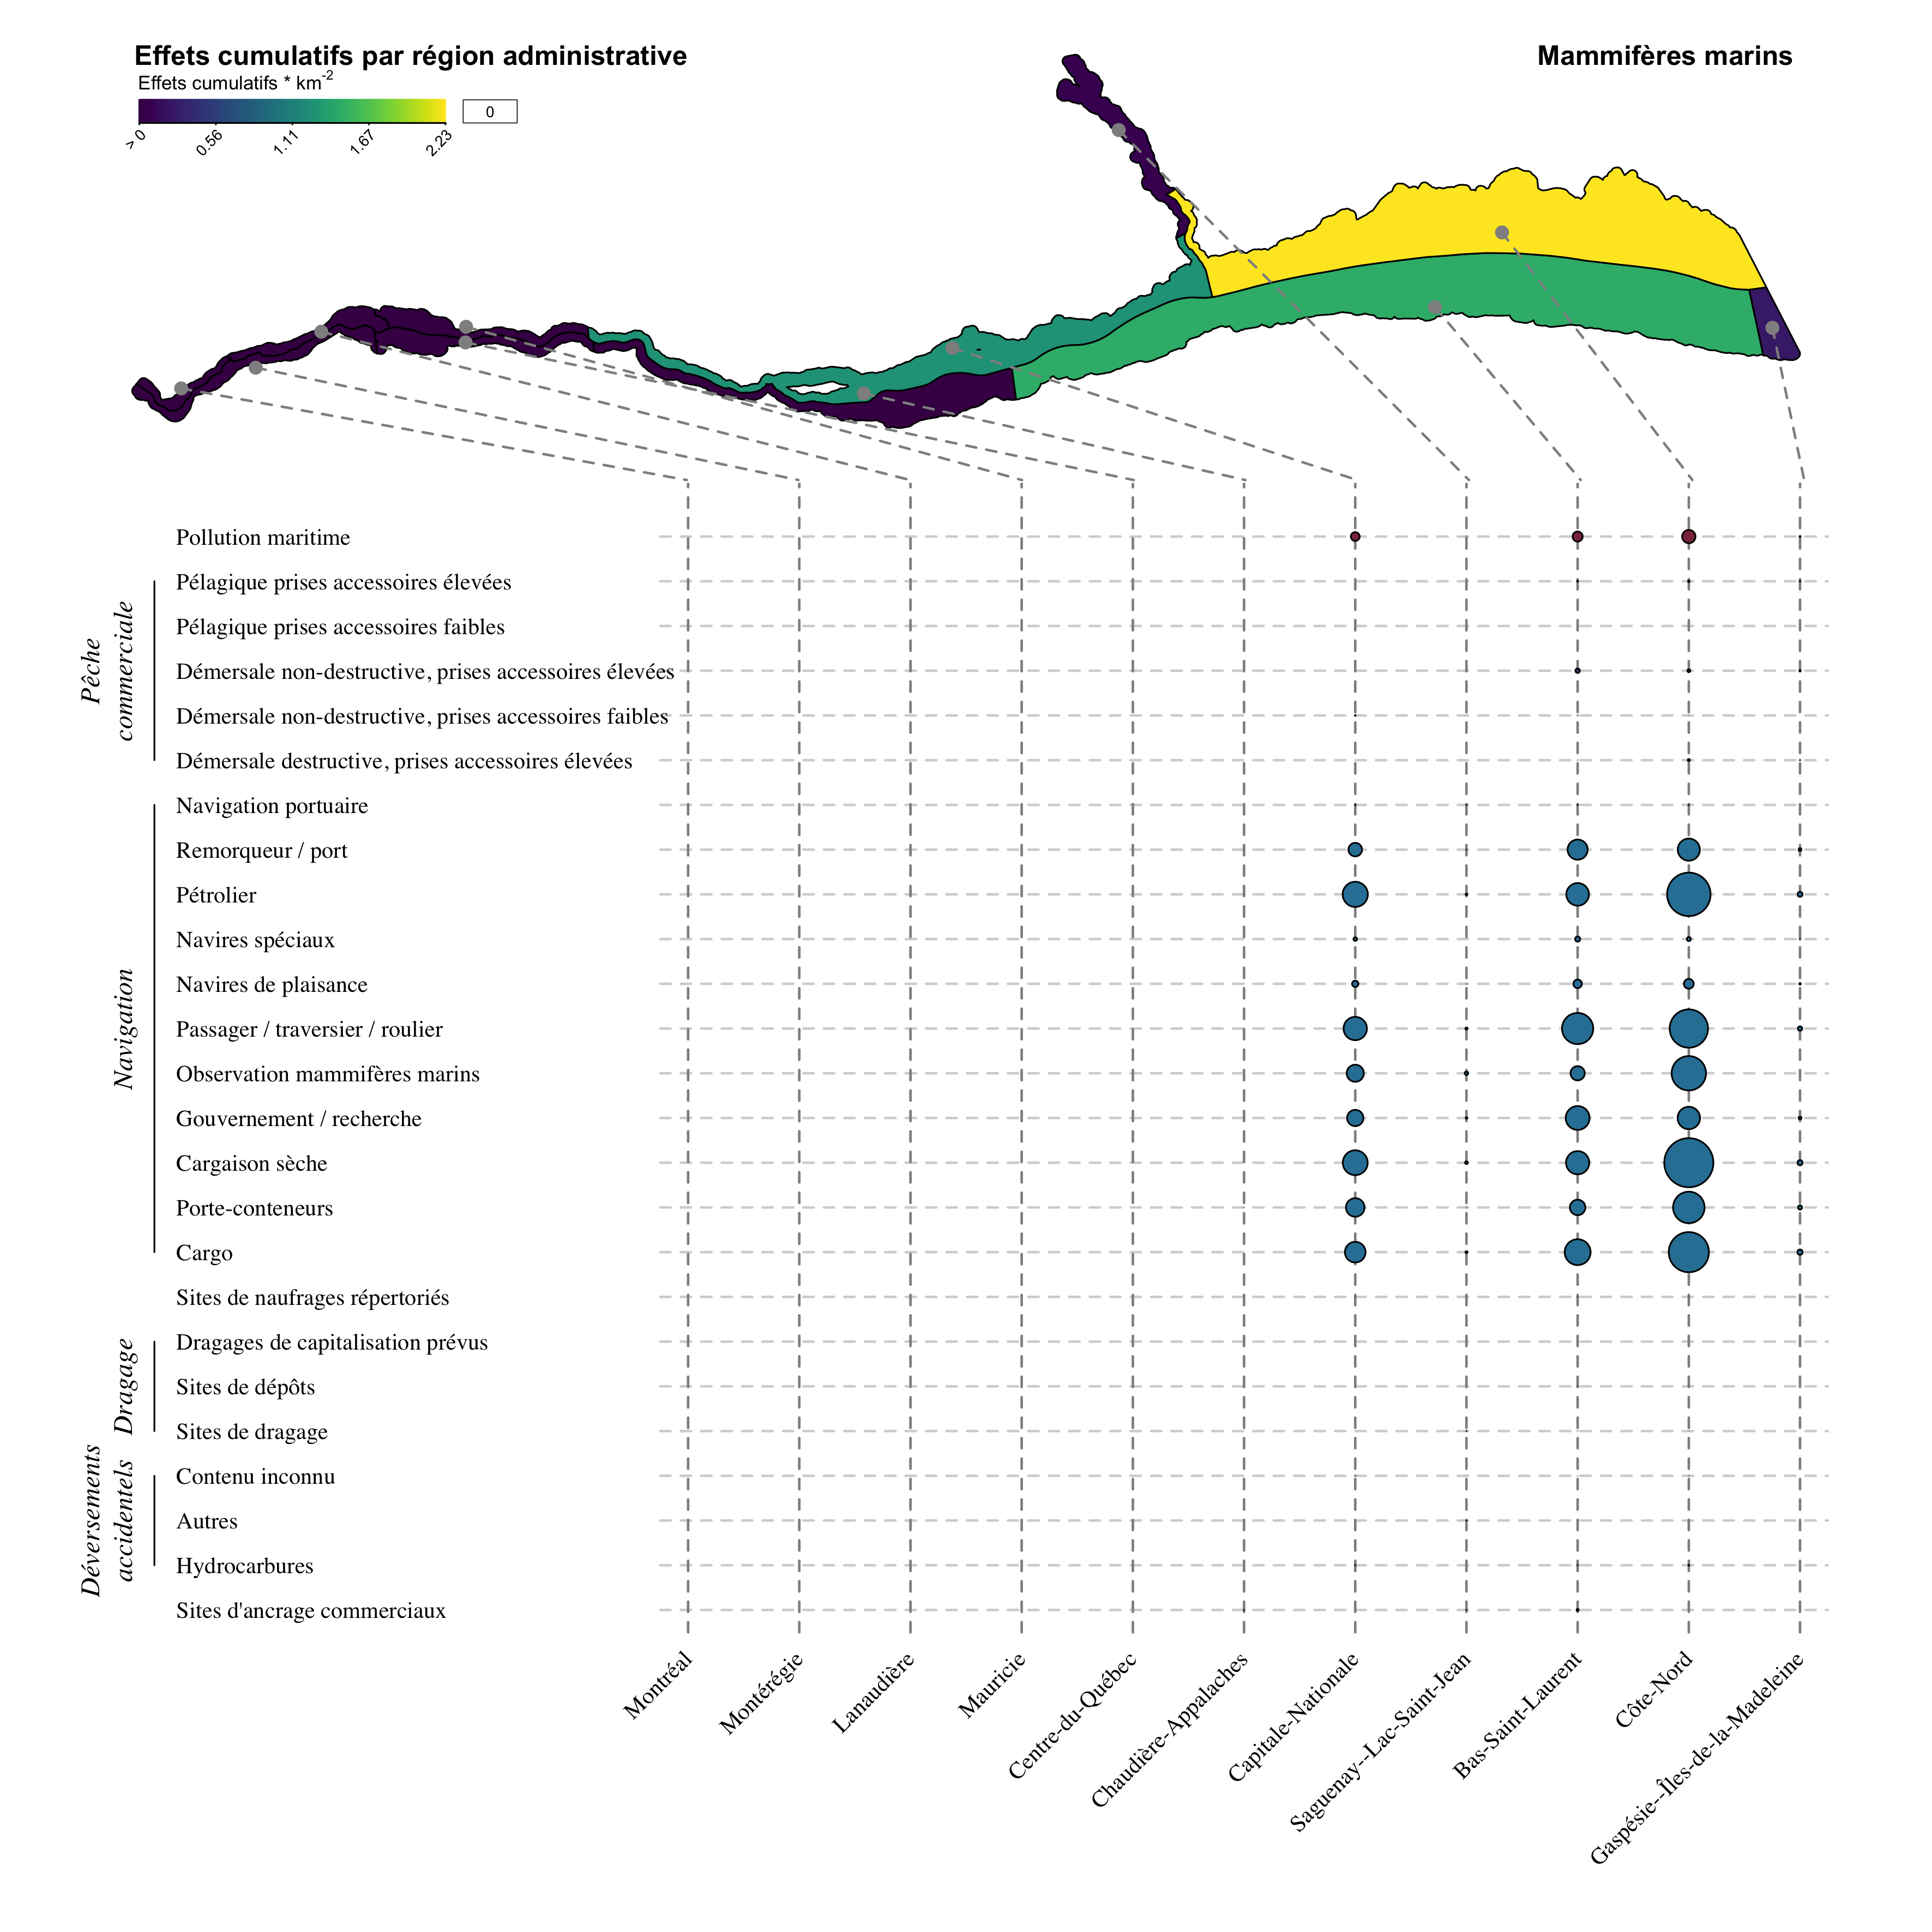 Effets cumulatifs par région administrative
Mammifères marins
Effets cumulatifs * km-2
0
> 0
0.56
1.11
1.67
2.23
Pollution maritime
Pêche
commerciale
Pélagique prises accessoires élevées
Pélagique prises accessoires faibles
Démersale non-destructive, prises accessoires élevées
Démersale non-destructive, prises accessoires faibles
Démersale destructive, prises accessoires élevées
Navigation
Navigation portuaire
Remorqueur / port
Pétrolier
Navires spéciaux
Navires de plaisance
Passager / traversier / roulier
Observation mammifères marins
Gouvernement / recherche
Cargaison sèche
Porte-conteneurs
Cargo
Sites de naufrages répertoriés
Dragage
Dragages de capitalisation prévus
Sites de dépôts
Sites de dragage
Déversements
accidentels
Contenu inconnu
Autres
Hydrocarbures
Sites d'ancrage commerciaux
Montréal
Montérégie
Lanaudière
Mauricie
Centre-du-Québec
Chaudière-Appalaches
Capitale-Nationale
Saguenay--Lac-Saint-Jean
Bas-Saint-Laurent
Côte-Nord
Gaspésie--Îles-de-la-Madeleine